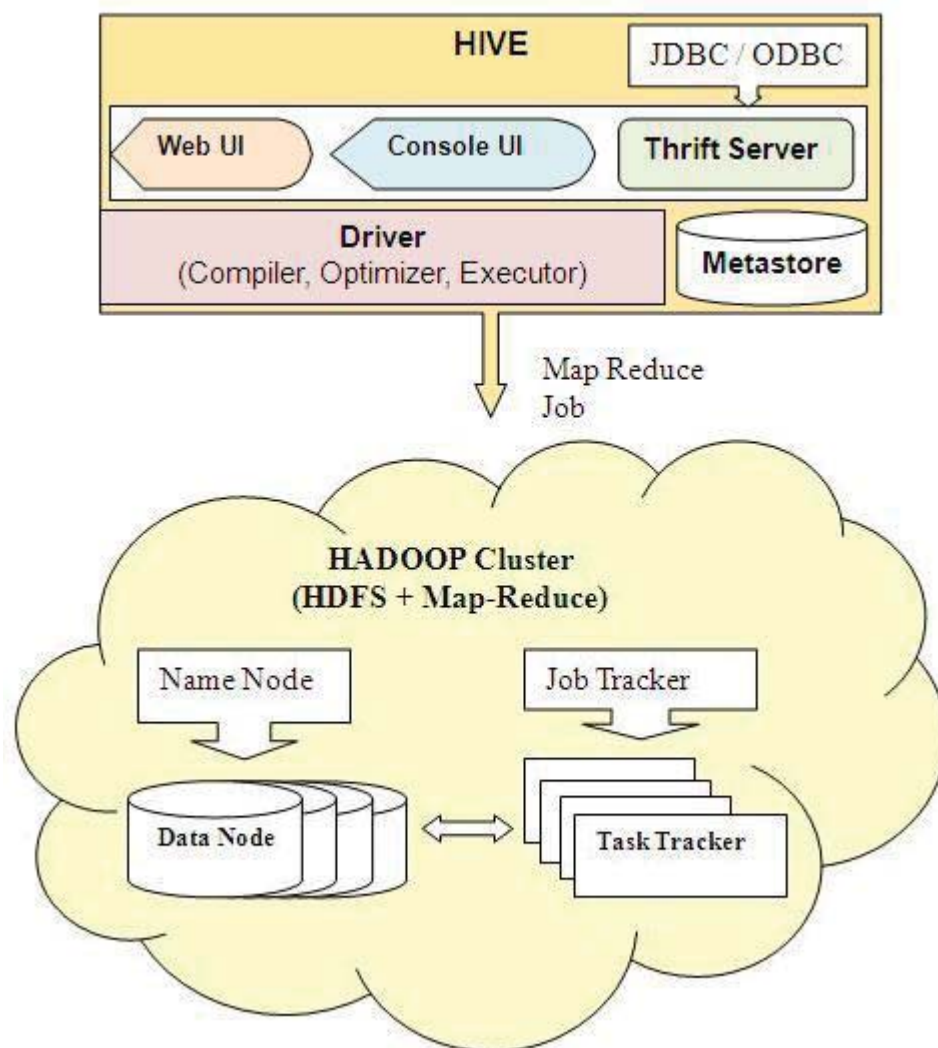 HIVE
JDBC / ODBC
Web UI
Console UI
Thrift Server
Driver
(Compiler, Optimizer, Executor)
Metastore
Map Reduce
Job
HADOOP Cluster
(HDFS + Map-Reduce)
Name Node
Job Tracker
Data Node
Task Tracker